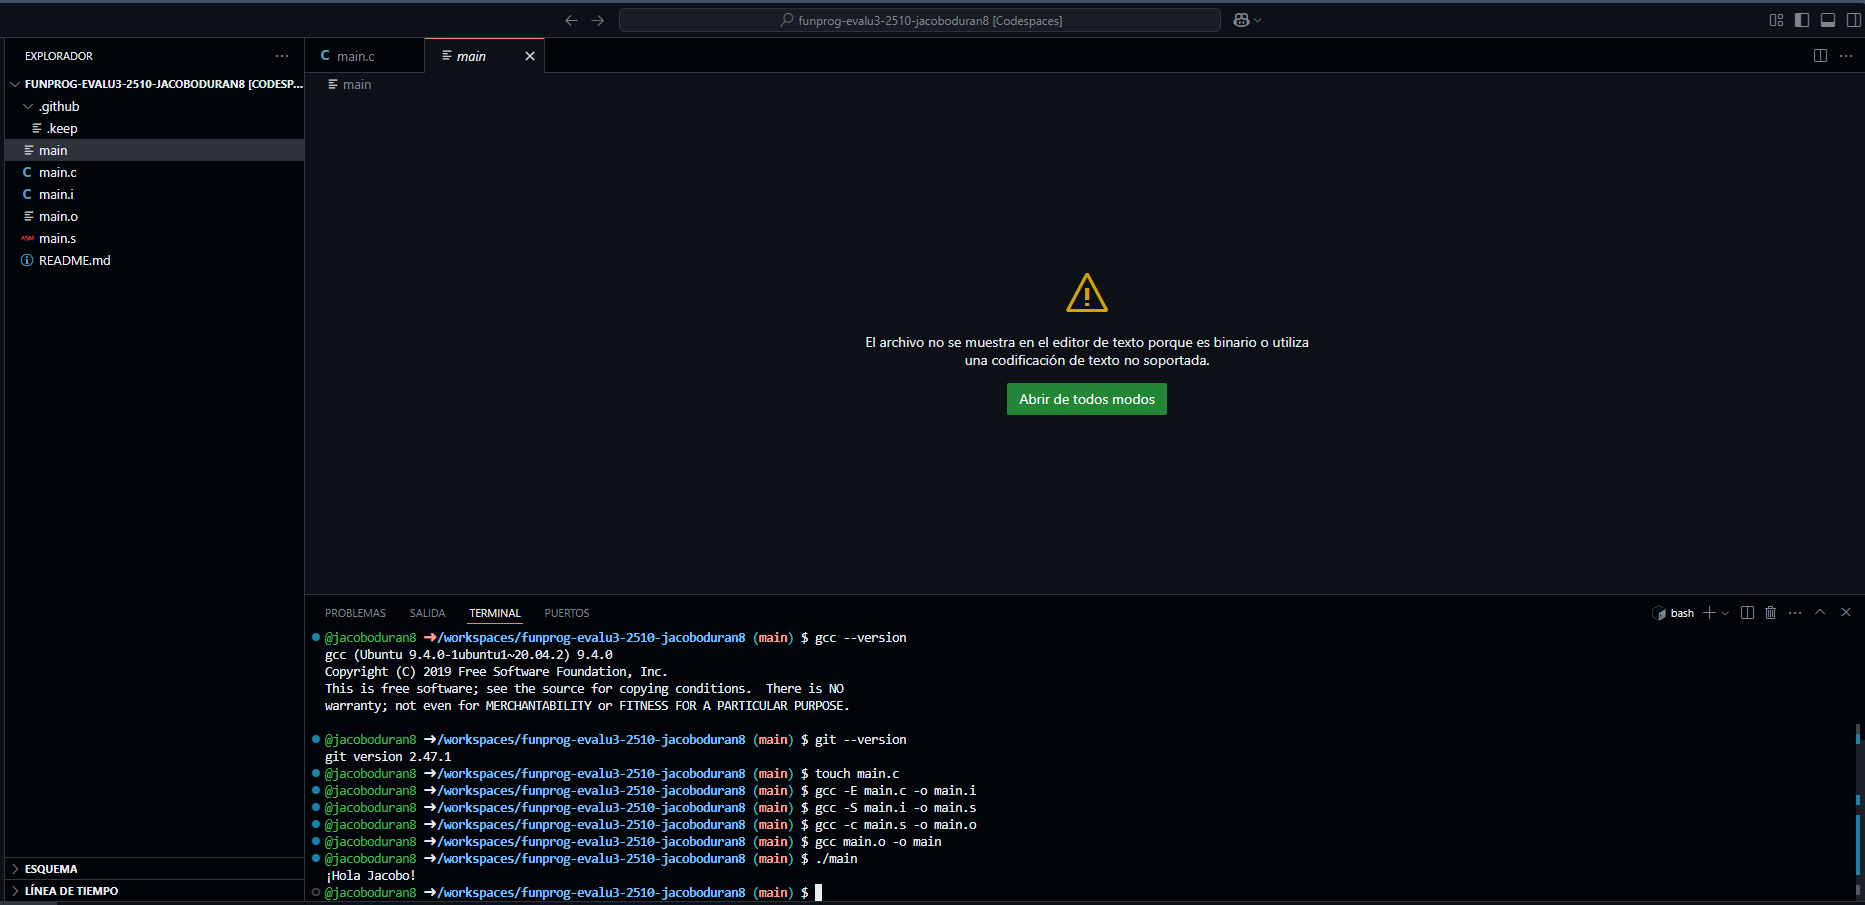 funprog-evalu3-2510-jacoboduran8 [Codespaces]
EXPLORADOR
FUNPROG-EVALU3-2510-JACOBODURAN8 [CODESP...
.github
.keep
main
main.c
main.i
main.o
main.s
README.md
ESQUEMA
LÍNEA DE TIEMPO
main.c
main
main
El archivo no se muestra en el editor de texto porque es binario o utiliza
una codificación de texto no soportada.
Abrir de todos modos
PROBLEMAS SALIDA TERMINAL PUERTOS
bash
@jacoboduran8 ➜/workspaces/funprog-evalu3-2510-jacoboduran8 (main) $ gcc --version
gcc (Ubuntu 9.4.0-1ubuntu1~20.04.2) 9.4.0
Copyright (C) 2019 Free Software Foundation, Inc.
This is free software; see the source for copying conditions.  There is NO
warranty; not even for MERCHANTABILITY or FITNESS FOR A PARTICULAR PURPOSE.
@jacoboduran8 ➜/workspaces/funprog-evalu3-2510-jacoboduran8 (main) $ git --version
git version 2.47.1
@jacoboduran8 ➜/workspaces/funprog-evalu3-2510-jacoboduran8 (main) $ touch main.c
@jacoboduran8 ➜/workspaces/funprog-evalu3-2510-jacoboduran8 (main) $ gcc -E main.c -o main.i
@jacoboduran8 ➜/workspaces/funprog-evalu3-2510-jacoboduran8 (main) $ gcc -S main.i -o main.s
@jacoboduran8 ➜/workspaces/funprog-evalu3-2510-jacoboduran8 (main) $ gcc -c main.s -o main.o
@jacoboduran8 ➜/workspaces/funprog-evalu3-2510-jacoboduran8 (main) $ gcc main.o -o main
@jacoboduran8 ➜/workspaces/funprog-evalu3-2510-jacoboduran8 (main) $ ./main
¡Hola Jacobo!
@jacoboduran8 ➜/workspaces/funprog-evalu3-2510-jacoboduran8 (main) $